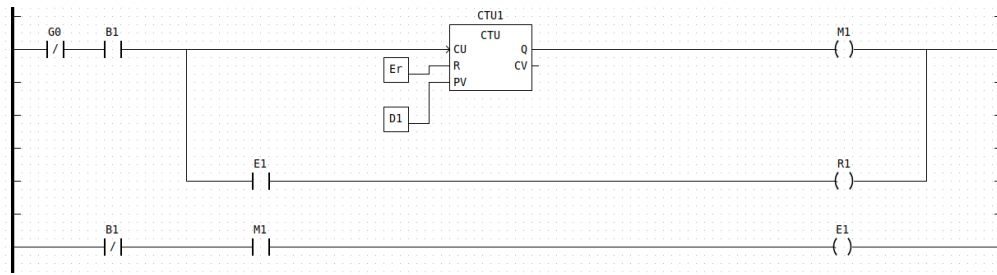 CTU1
G0 B1 CTU M1
CU Q
Er R CV
PV
D1
E1 R1
B1 M1 E1